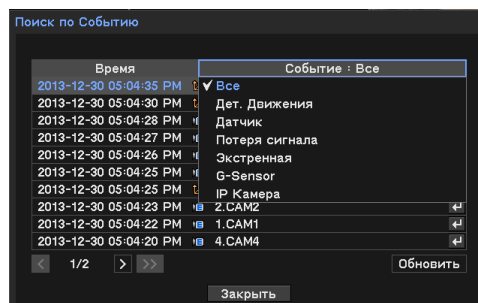 Поиск по Событию
Время
Событие : Все
2013-12-30 05:04:35 PM
Все
2013-12-30 05:04:30 PM
Дет. Движения
2013-12-30 05:04:28 PM
Датчик
2013-12-30 05:04:27 PM
Потеря сигнала
2013-12-30 05:04:26 PM
Экстренная
2013-12-30 05:04:25 PM
G-Sensor
2013-12-30 05:04:25 PM
IP Камера
2013-12-30 05:04:23 PM 2.CAM2
2013-12-30 05:04:22 PM 1.CAM1
2013-12-30 05:04:20 PM 4.CAM4
< 1/2 > >>
Обновить
Закрыть